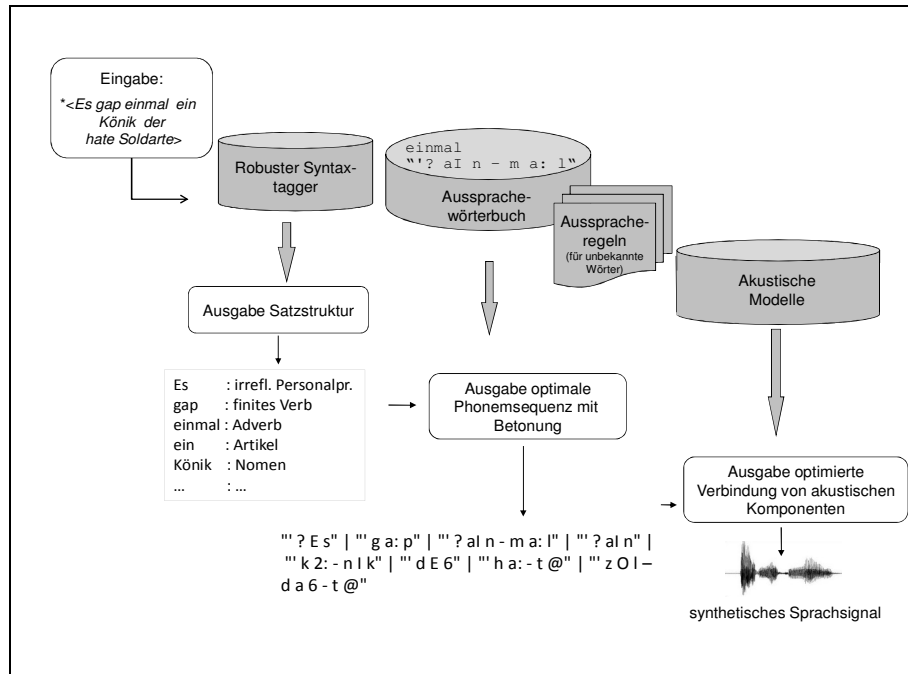 Eingabe:
*<Es gap einmal ein
Könik der
hate Soldarte>
Robuster Syntax-
tagger
einmal
"'? aI n – m a: l"
Aussprache-
wörterbuch
Ausspräche-
regeln
(für unbekannte
Wörter)
Akustische
Modelle
Ausgabe Satzstruktur
Es : irrefl. Personalpr.
gap : finites Verb
einmal : Adverb
ein : Artikel
Könik : Nomen
... : ...
Ausgabe optimale
Phonemsequenz mit
Betonung
Ausgabe optimierte
Verbindung von akustischen
Komponenten
"' ? E s" | "' g a: p" | "' ? aI n - m a: l" | "' ? aI n" |
"' k 2: - n I k" | "' d E 6" | "' h a: - t @" | "' z O l –
d a 6 - t @"
synthetisches Sprachsignal